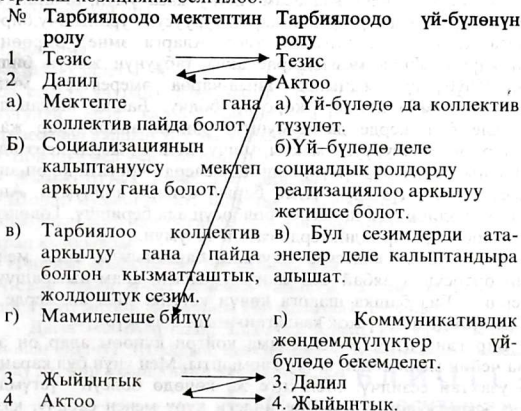 № Тарбиялоодо мектептин Тарбиялоодо үй-бүлөнүн
ролу ролу
1 Тезис Тезис
2 Далил Актоо
а) Мектепте гана а) Үй-бүлөдө да коллектив
коллектив пайда болот. түзүлөт.
Б) Социализациянын б)Үй–бүлөдө деле
калыптануусу мектеп социалдык ролдорду
аркылуу гана болот. реализациялоо аркылуу
жетишсе болот.
в) Тарбиялоо коллектив в) Бул сезимдерди ата-
аркылуу гана пайда энелер деле калыптандыра
болгон кызматташтык, алышат.
жолдоштук сезим.
г) Мамилелеше билүү г) Коммуникативдик
жөндөмдүүлүктөр үй-
бүлөдө бекемделет.
3 Жыйынтык 3. Далил
4 Актоо 4. Жыйынтык.